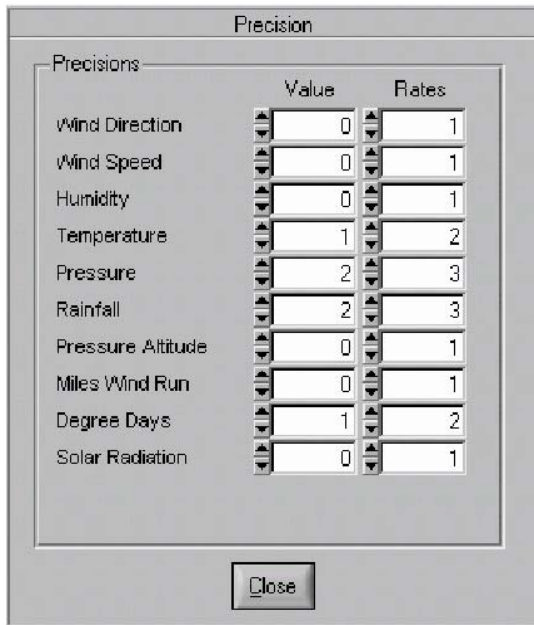 Precision
Precisions
Value Rates
Wind Direction 0 1
Wind Speed 0 1
Humidity 0 1
Temperature 1 2
Pressure 2 3
Rainfall 2 3
Pressure Altitude 0 1
Miles Wind Run 0 1
Degree Days 1 2
Solar Radiation 0 1
Close